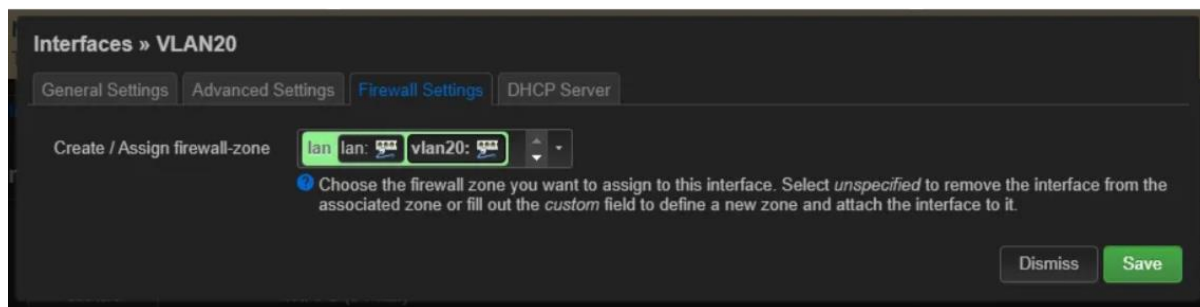 Interfaces » VLAN20
General Settings Advanced Settings Firewall Settings DHCP Server
Create / Assign firewall-zone lan lan: vlan20:
Choose the firewall zone you want to assign to this interface. Select unspecified to remove the interface from the
associated zone or fill out the custom field to define a new zone and attach the interface to it.
Dismiss Save